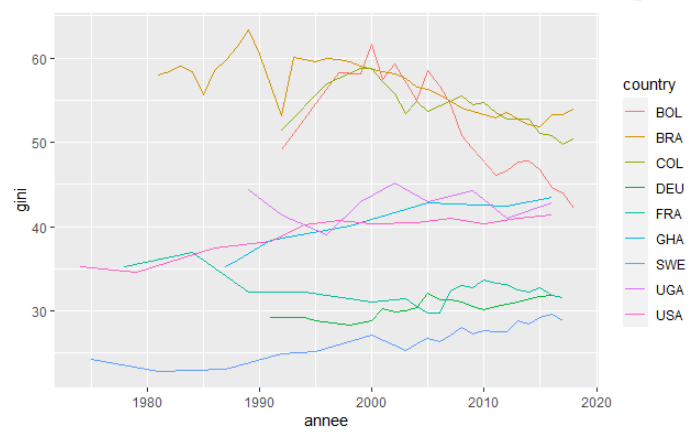 60
50
40
30
gini
1980
1990
2000
2010
2020
annee
country
BOL
BRA
COL
DEU
FRA
GHA
SWE
UGA
USA